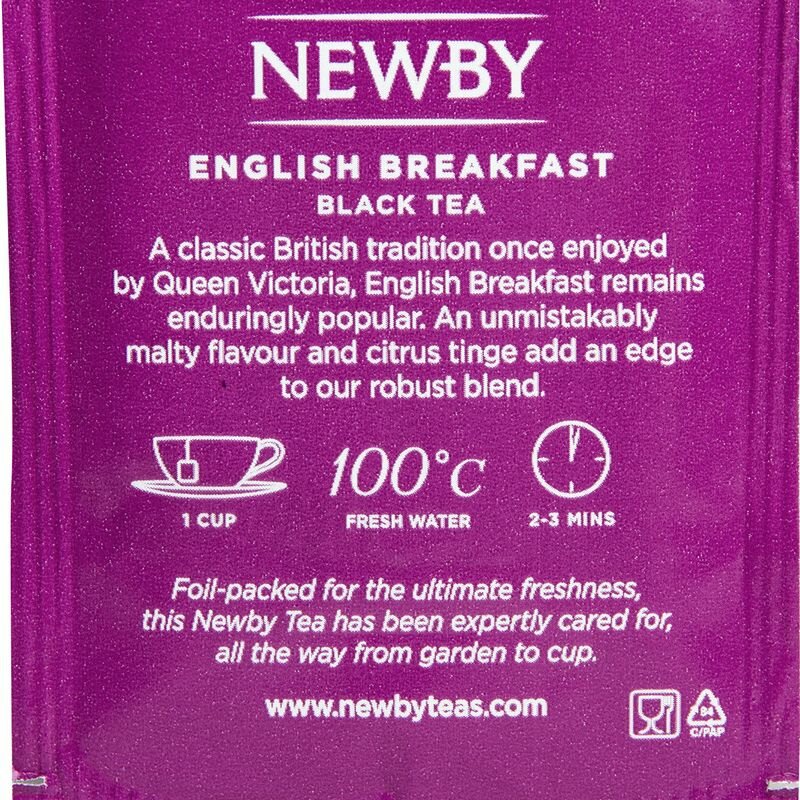 NEWBY
ENGLISH BREAKFAST
BLACK TEA
A classic British tradition once enjoyed
by Queen Victoria, English Breakfast remains
enduringly popular. An unmistakably
malty flavour and citrus tinge add an edge
to our robust blend.
100°C
1 CUP FRESH WATER 2-3 MINS
Foil-packed for the ultimate freshness,
this Newby Tea has been expertly cared for,
all the way from garden to cup.
www.newbyteas.com
84
C/PAP